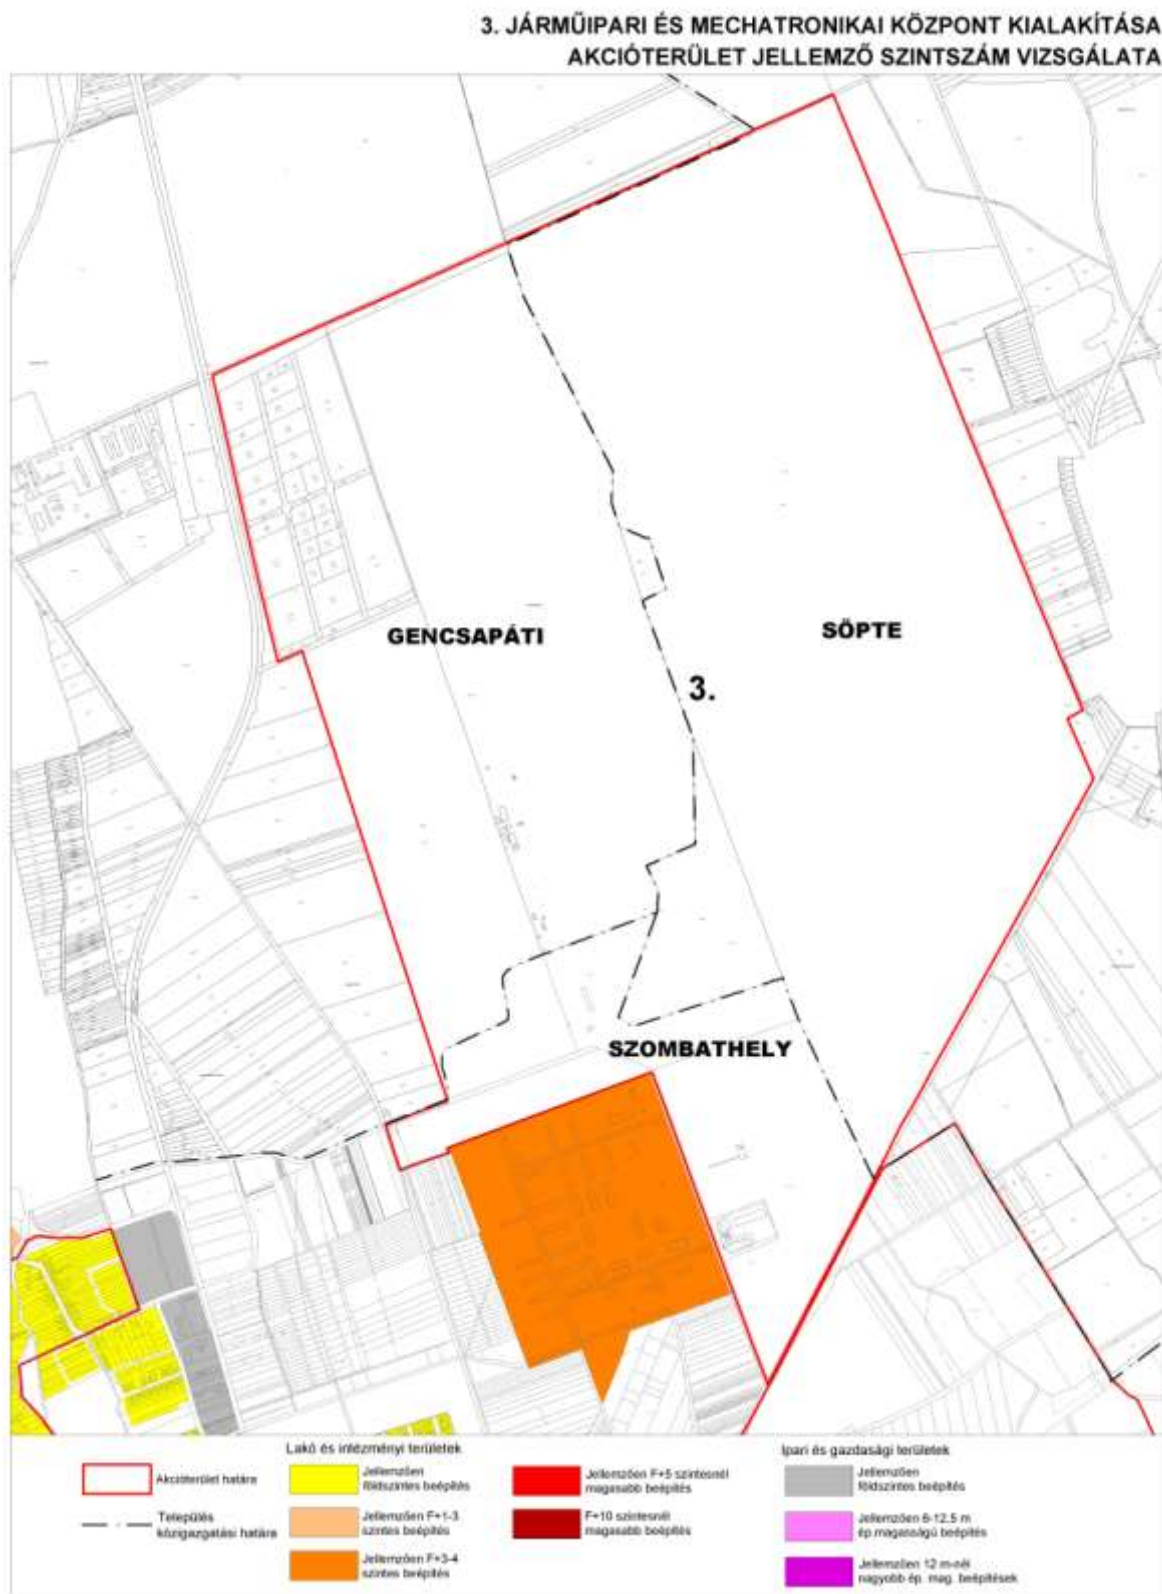 3. JÁRMŰIPARI ÉS MECHATRONIKAI KÖZPONT KIALAKÍTÁSA
AKCIÓTERÜLET JELLEMZŐ SZINTSZÁM VIZSGÁLATA
GENCSAPÁTI
SÖPTE
3.
SZOMBATHELY
Akcióterület határa
Település
közigazgatási határa
Lakó és intézményi területek
Jellemzően
földszintes beépítés
Jellemzően F+1-3
szintes beépítés
Jellemzően F+3-4
szintes beépítés
Jellemzően F+5 szintesnél
magasabb beépítés
F+10 szintesnél
magasabb beépítés
Ipari és gazdasági területek
Jellemzően
földszintes beépítés
Jellemzően 6-12.5 m
ép.magasságú beépítés
Jellemzően 12 m-nél
nagyobb ép. mag. beépítések